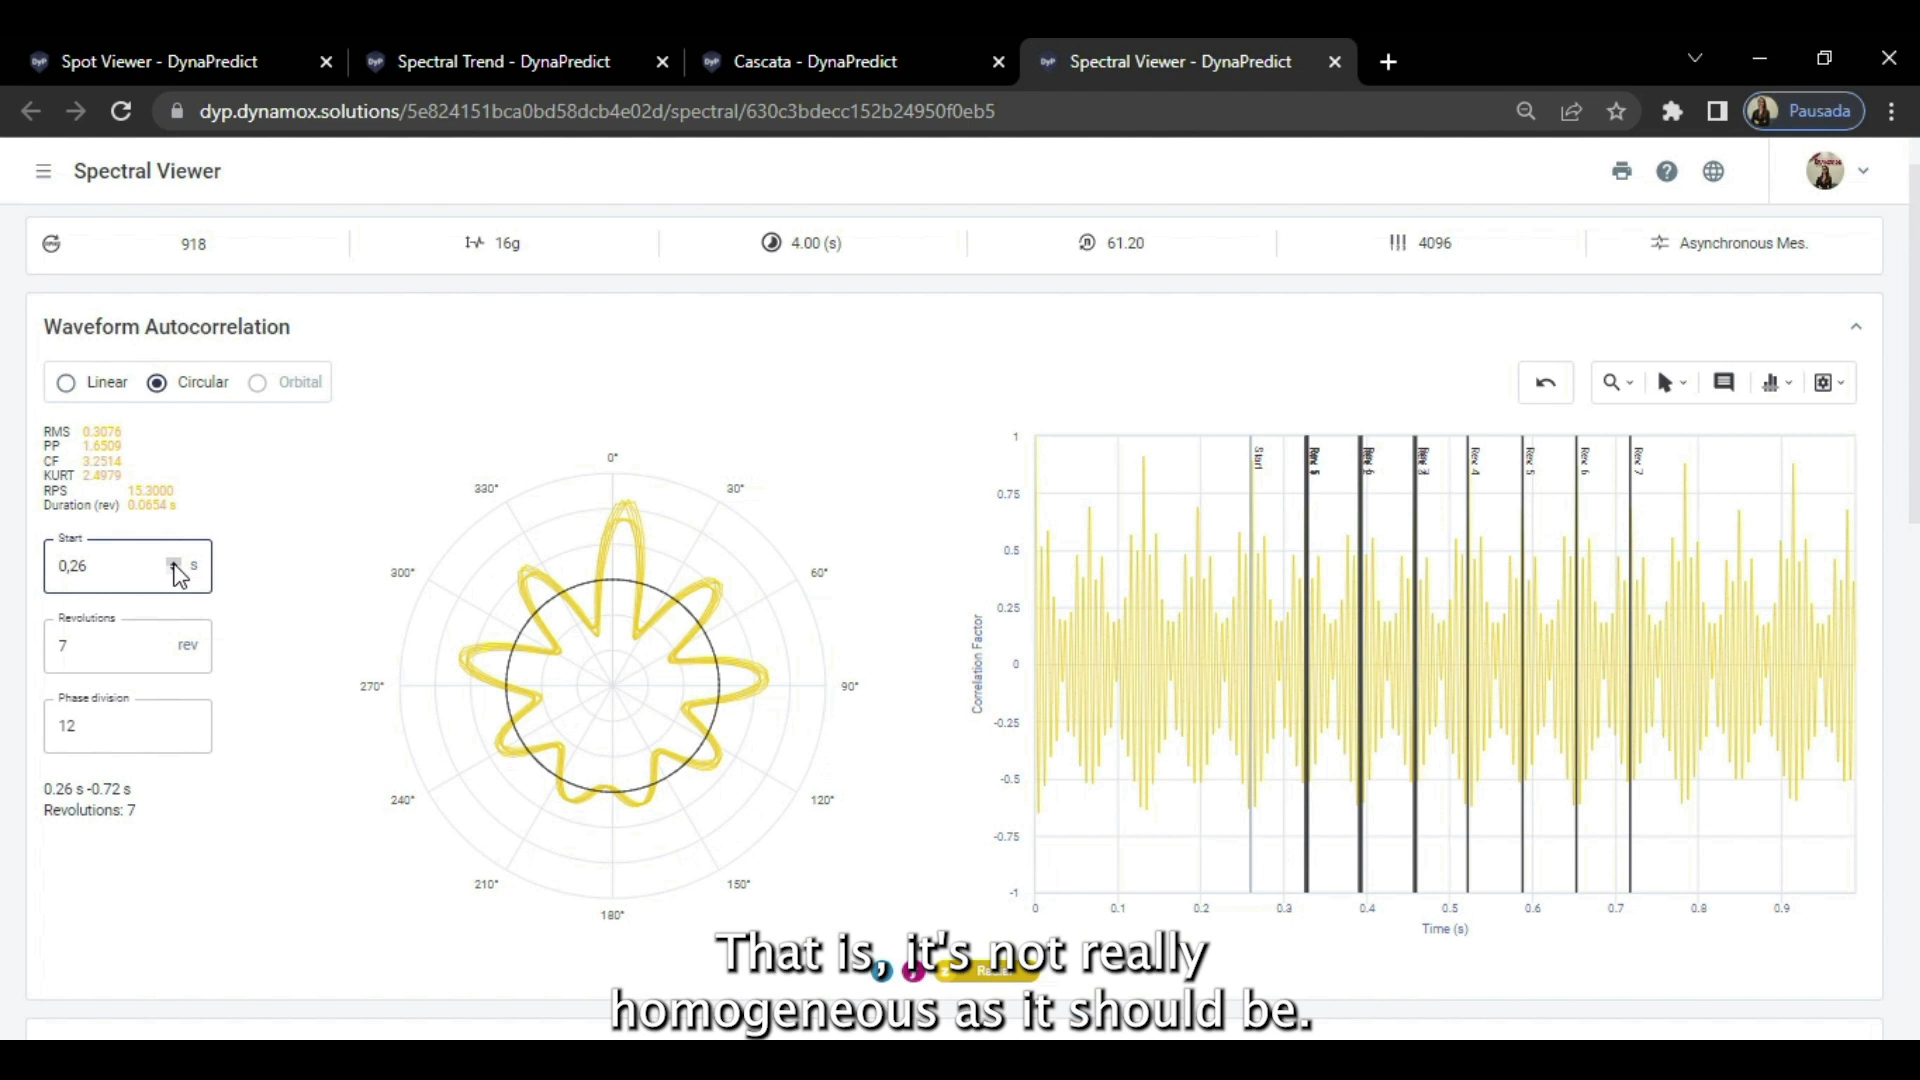 Spot Viewer - DynaPredict
Spectral Trend - DynaPredict
Cascata - DynaPredict
Spectral Viewer - DynaPredict
dyp.dynamox.solutions/5e824151bca0bd58dcb4e02d/spectral/630c3bdecc152b24950f0eb5
Pausada
Spectral Viewer
918
16g
4.00 (s)
61.20
4096
Asynchronous Mes.
Waveform Autocorrelation
Linear
Circular
Orbital
RMS 0.3076
PP 1.6509
CF 3.2514
KURT 2.4979
RPS 15.3000
Duration (rev) 0.0654 s
Start
0,26 s
Revolutions
7 rev
Phase division
12
0.26 s -0.72 s
Revolutions: 7
0°
30°
60°
90°
120°
150°
180°
210°
240°
270°
300°
330°
Correlation Factor
1
0.75
0.5
0.25
0
-0.25
-0.5
-0.75
-1
Start
Rev 4
Rev 5
Rev 6
Rev 7
0 0.1 0.2 0.3 0.4 0.5 0.6 0.7 0.8 0.9
Time (s)
That is, it's not really
homogeneous as it should be.